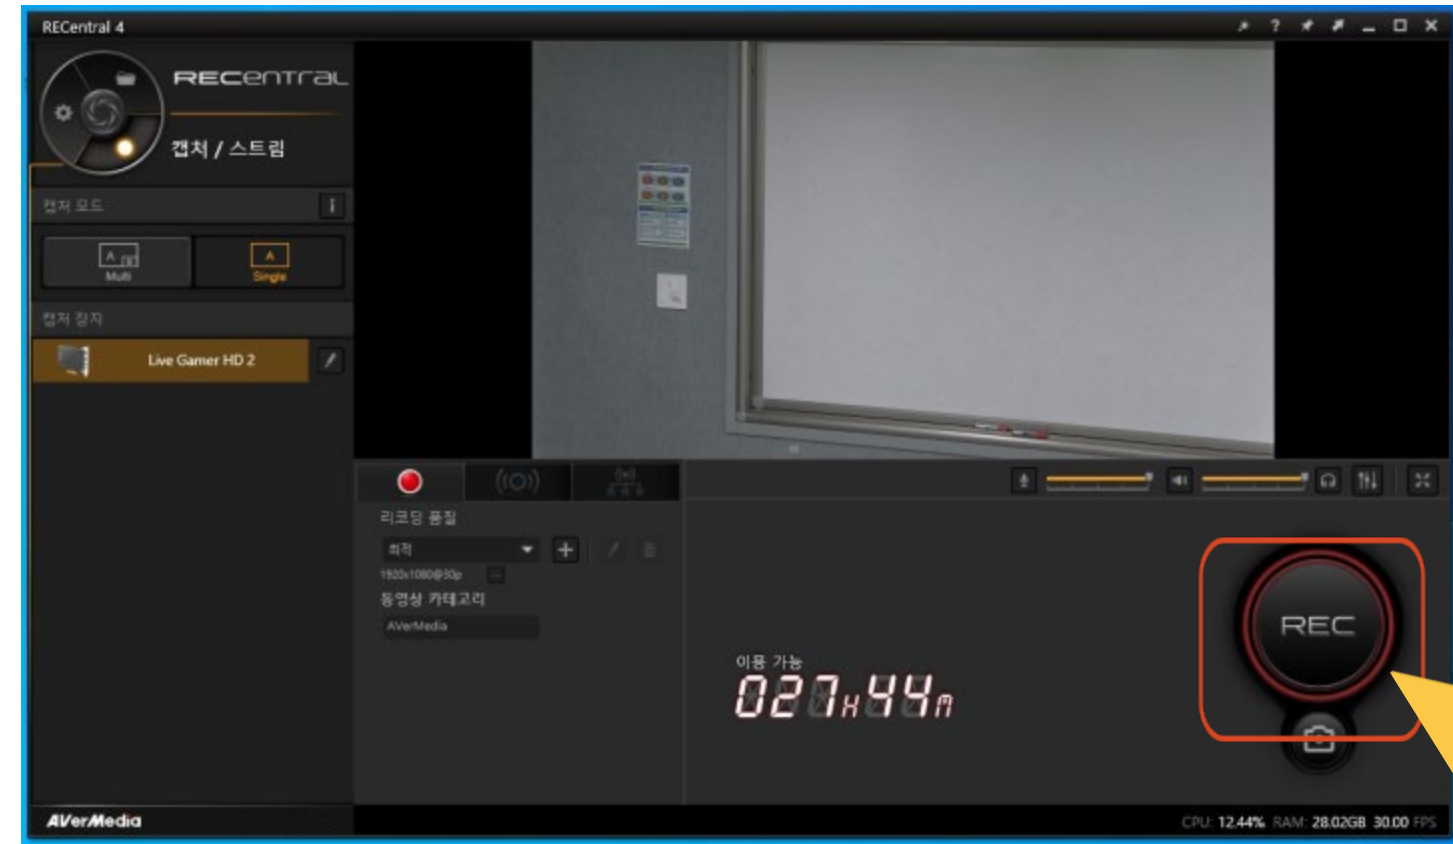 RECentral 4
RECentral
캡처 / 스트림
캡처 모드
Multi
Single
캡처 장치
Live Gamer HD 2
리코딩 품질
최적
1920x1080@30p
동영상 카테고리
AVerMedia
이용 가능
027H44m
REC
AVerMedia
CPU: 12.44% RAM: 28.02GB 30.00 FPS